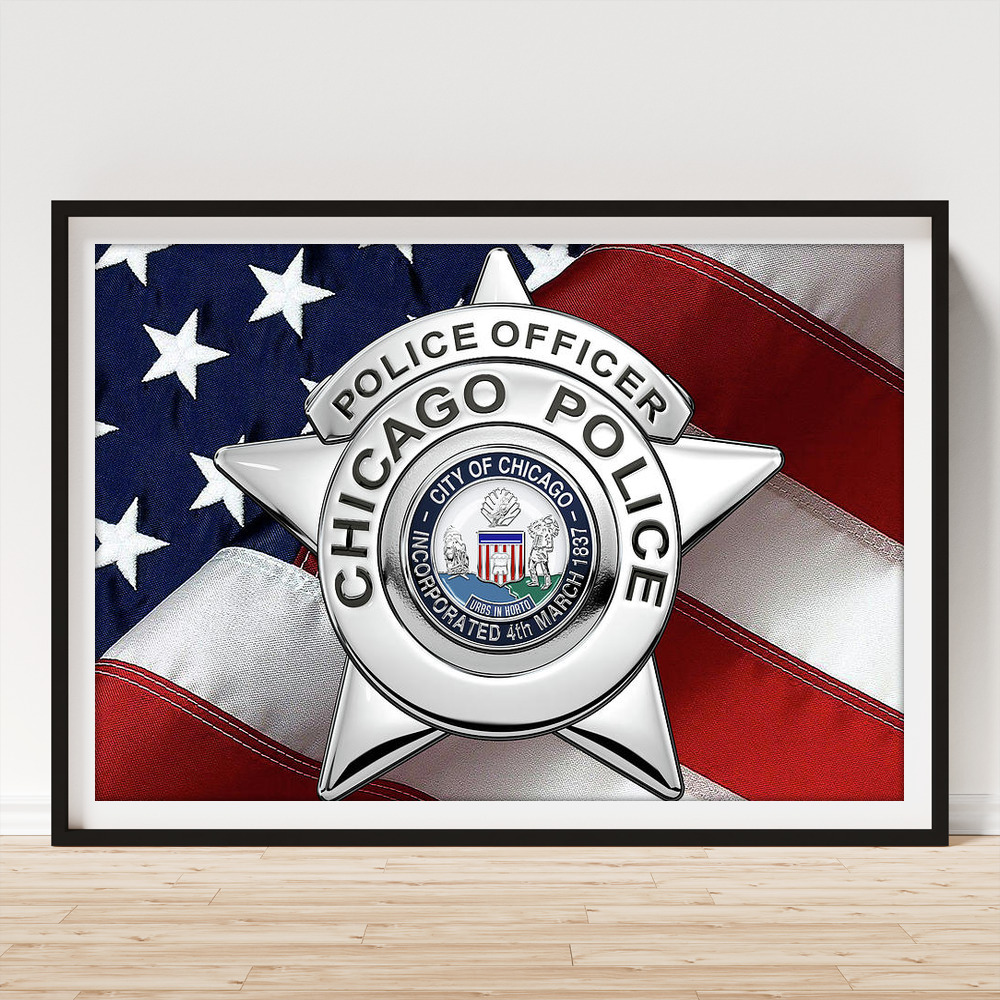 POLICE OFFICER
CHICAGO POLICE
- CITY OF CHICAGO -
INCORPORATED 4th MARCH 1837
URBS IN HORTO